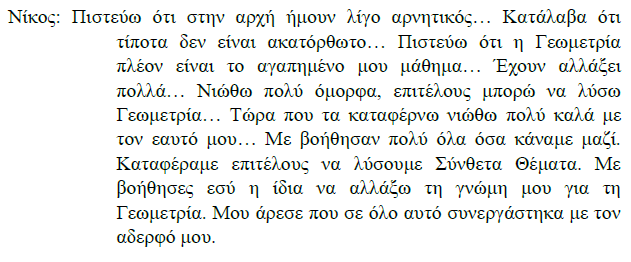 Νίκος: Πιστεύω ότι στην αρχή ήμουν λίγο αρνητικός… Κατάλαβα ότι
τίποτα δεν είναι ακατόρθωτο… Πιστεύω ότι η Γεωμετρία
πλέον είναι το αγαπημένο μου μάθημα… Έχουν αλλάξει
πολλά… Νιώθω πολύ όμορφα, επιτέλους μπορώ να λύσω
Γεωμετρία… Τώρα που τα καταφέρνω νιώθω πολύ καλά με
τον εαυτό μου… Με βοήθησαν πολύ όλα όσα κάναμε μαζί.
Καταφέραμε επιτέλους να λύσουμε Σύνθετα Θέματα. Με
βοήθησες εσύ η ίδια να αλλάξω τη γνώμη μου για τη
Γεωμετρία. Μου άρεσε που σε όλο αυτό συνεργάστηκα με τον
αδερφό μου.